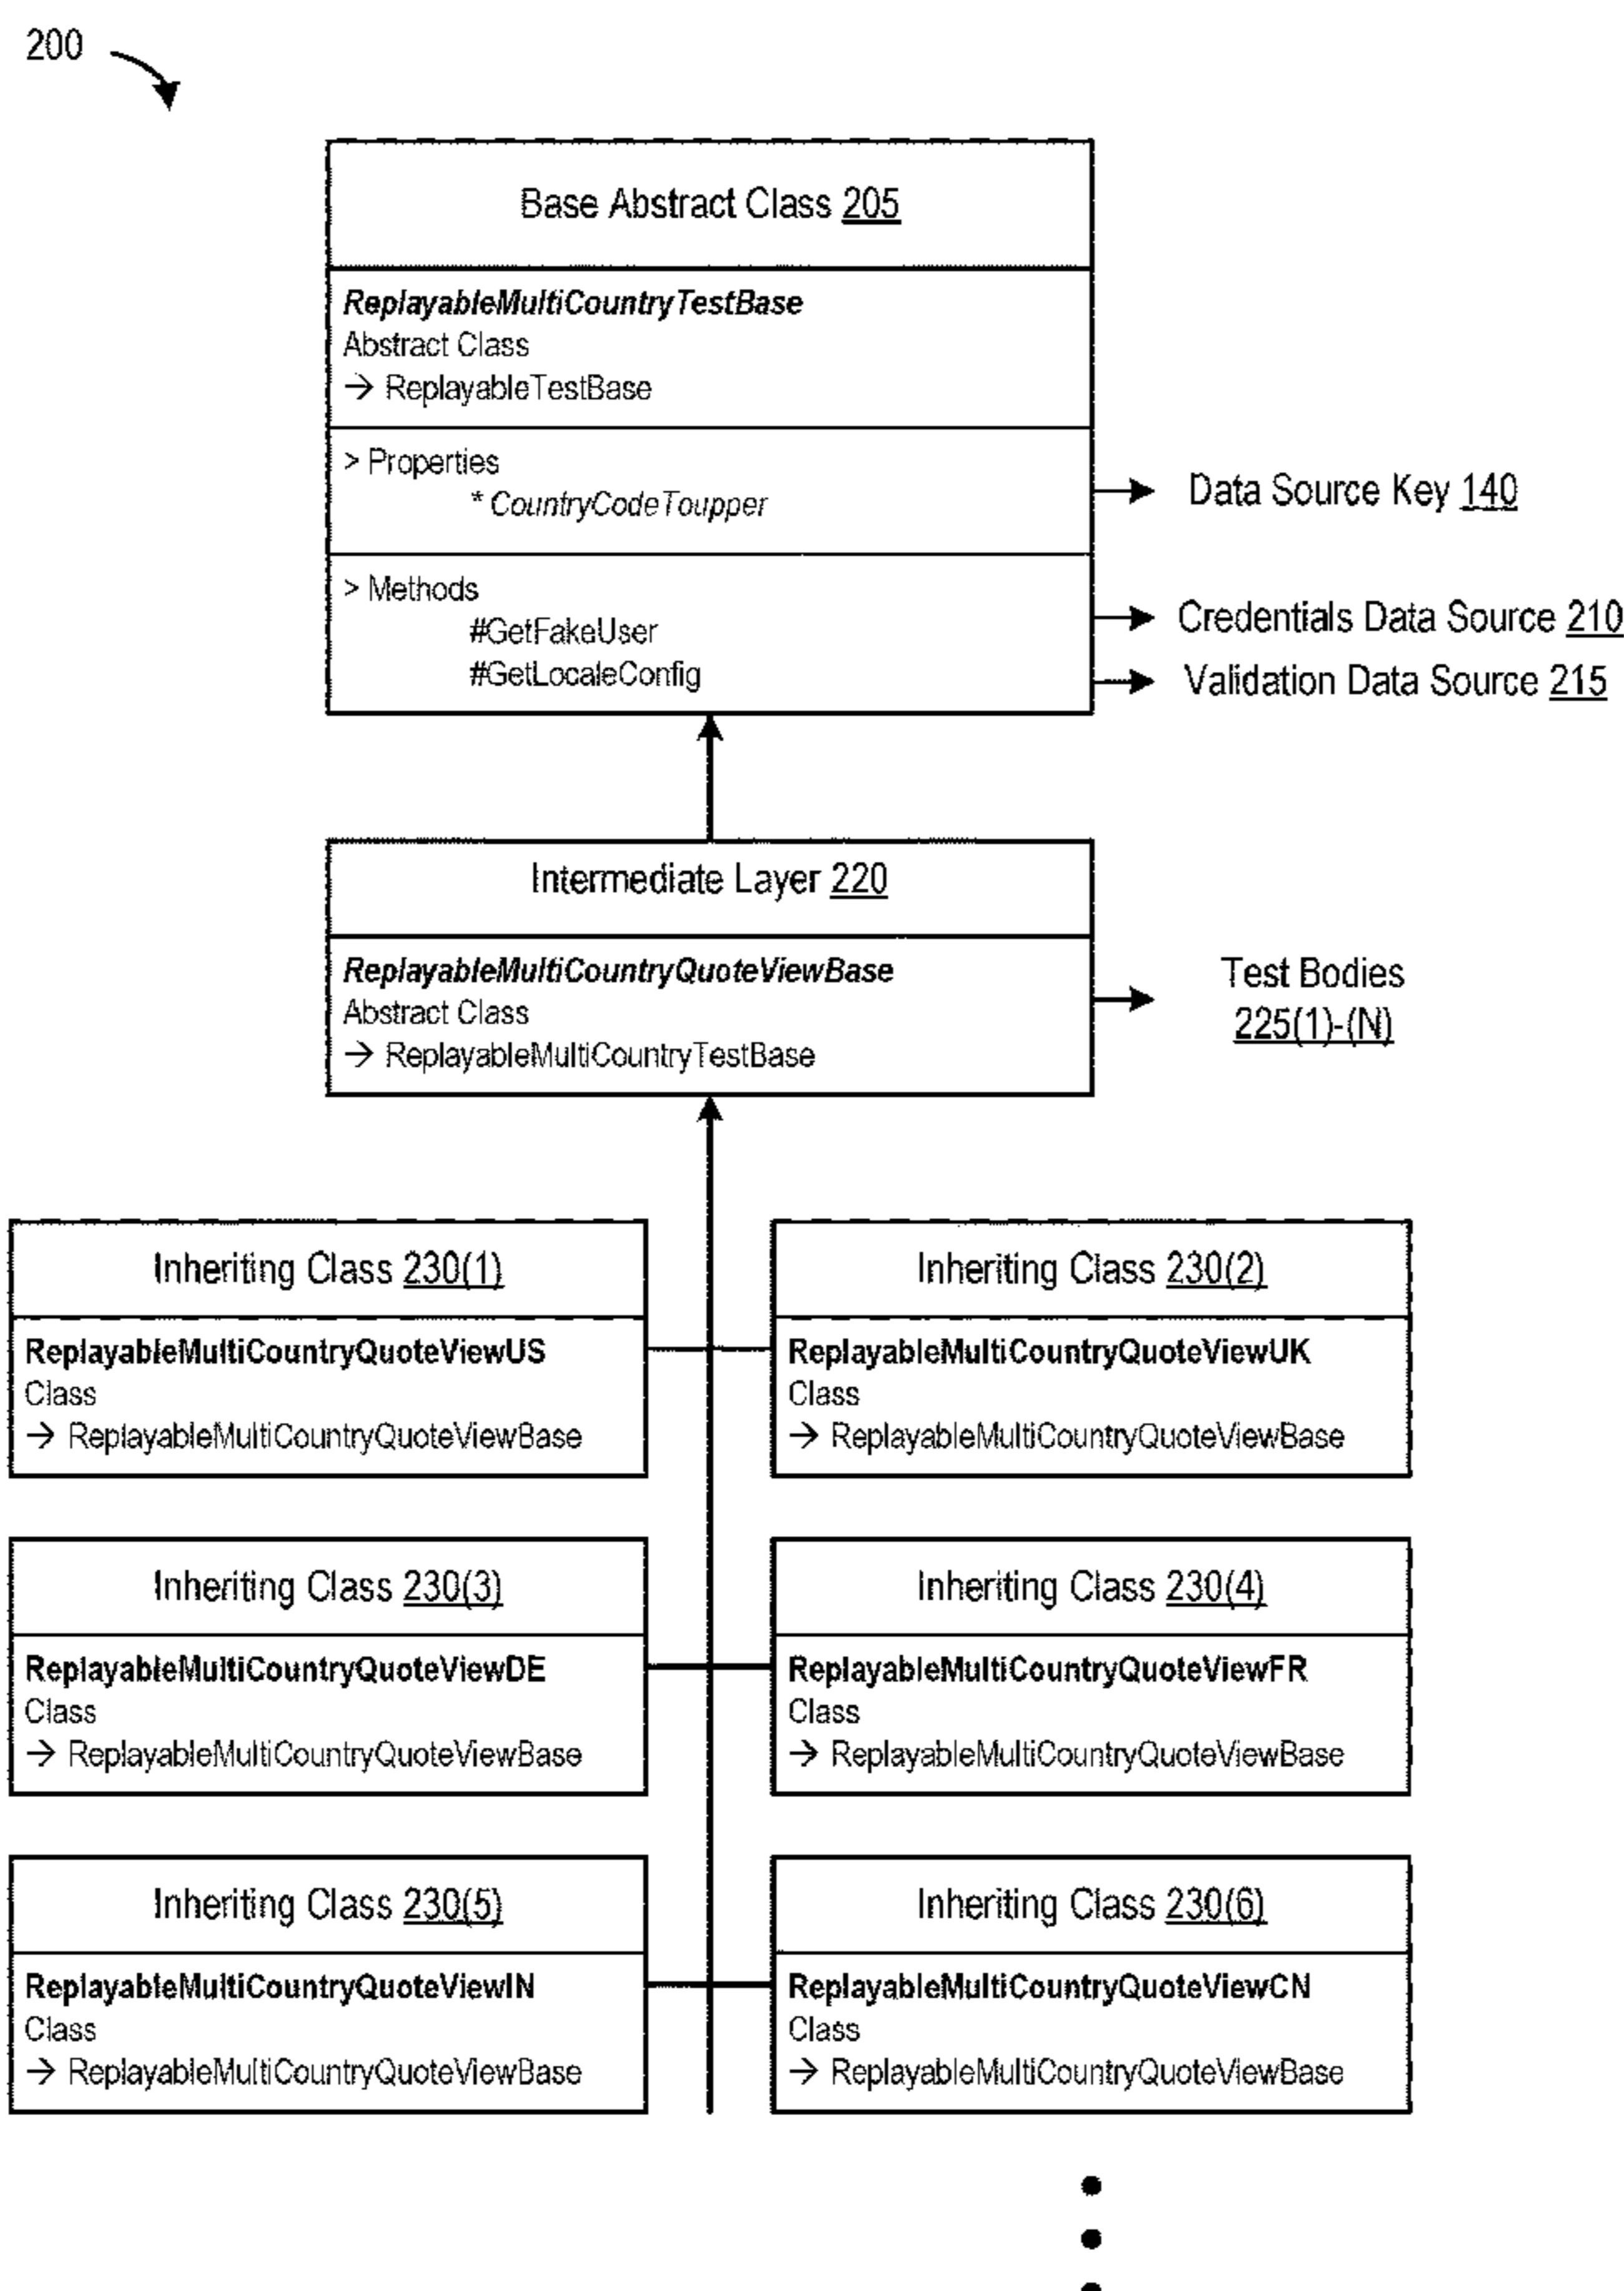 200
Base Abstract Class 205
ReplayableMultiCountryTestBase
Abstract Class
→ ReplayableTestBase
> Properties
* CountryCodeToupper
Data Source Key 140
> Methods
#GetFakeUser
#GetLocaleConfig
Credentials Data Source 210
Validation Data Source 215
Intermediate Layer 220
ReplayableMultiCountryQuoteViewBase
Abstract Class
→ ReplayableMultiCountryTestBase
Test Bodies
225(1)-(N)
Inheriting Class 230(1)
ReplayableMultiCountryQuoteViewUS
Class
→ ReplayableMultiCountryQuoteViewBase
Inheriting Class 230(2)
ReplayableMultiCountryQuoteViewUK
Class
→ ReplayableMultiCountryQuoteViewBase
Inheriting Class 230(3)
ReplayableMultiCountryQuoteViewDE
Class
→ ReplayableMultiCountryQuoteViewBase
Inheriting Class 230(4)
ReplayableMultiCountryQuoteViewFR
Class
→ ReplayableMultiCountryQuoteViewBase
Inheriting Class 230(5)
ReplayableMultiCountryQuoteViewIN
Class
→ ReplayableMultiCountryQuoteViewBase
Inheriting Class 230(6)
ReplayableMultiCountryQuoteViewCN
Class
→ ReplayableMultiCountryQuoteViewBase